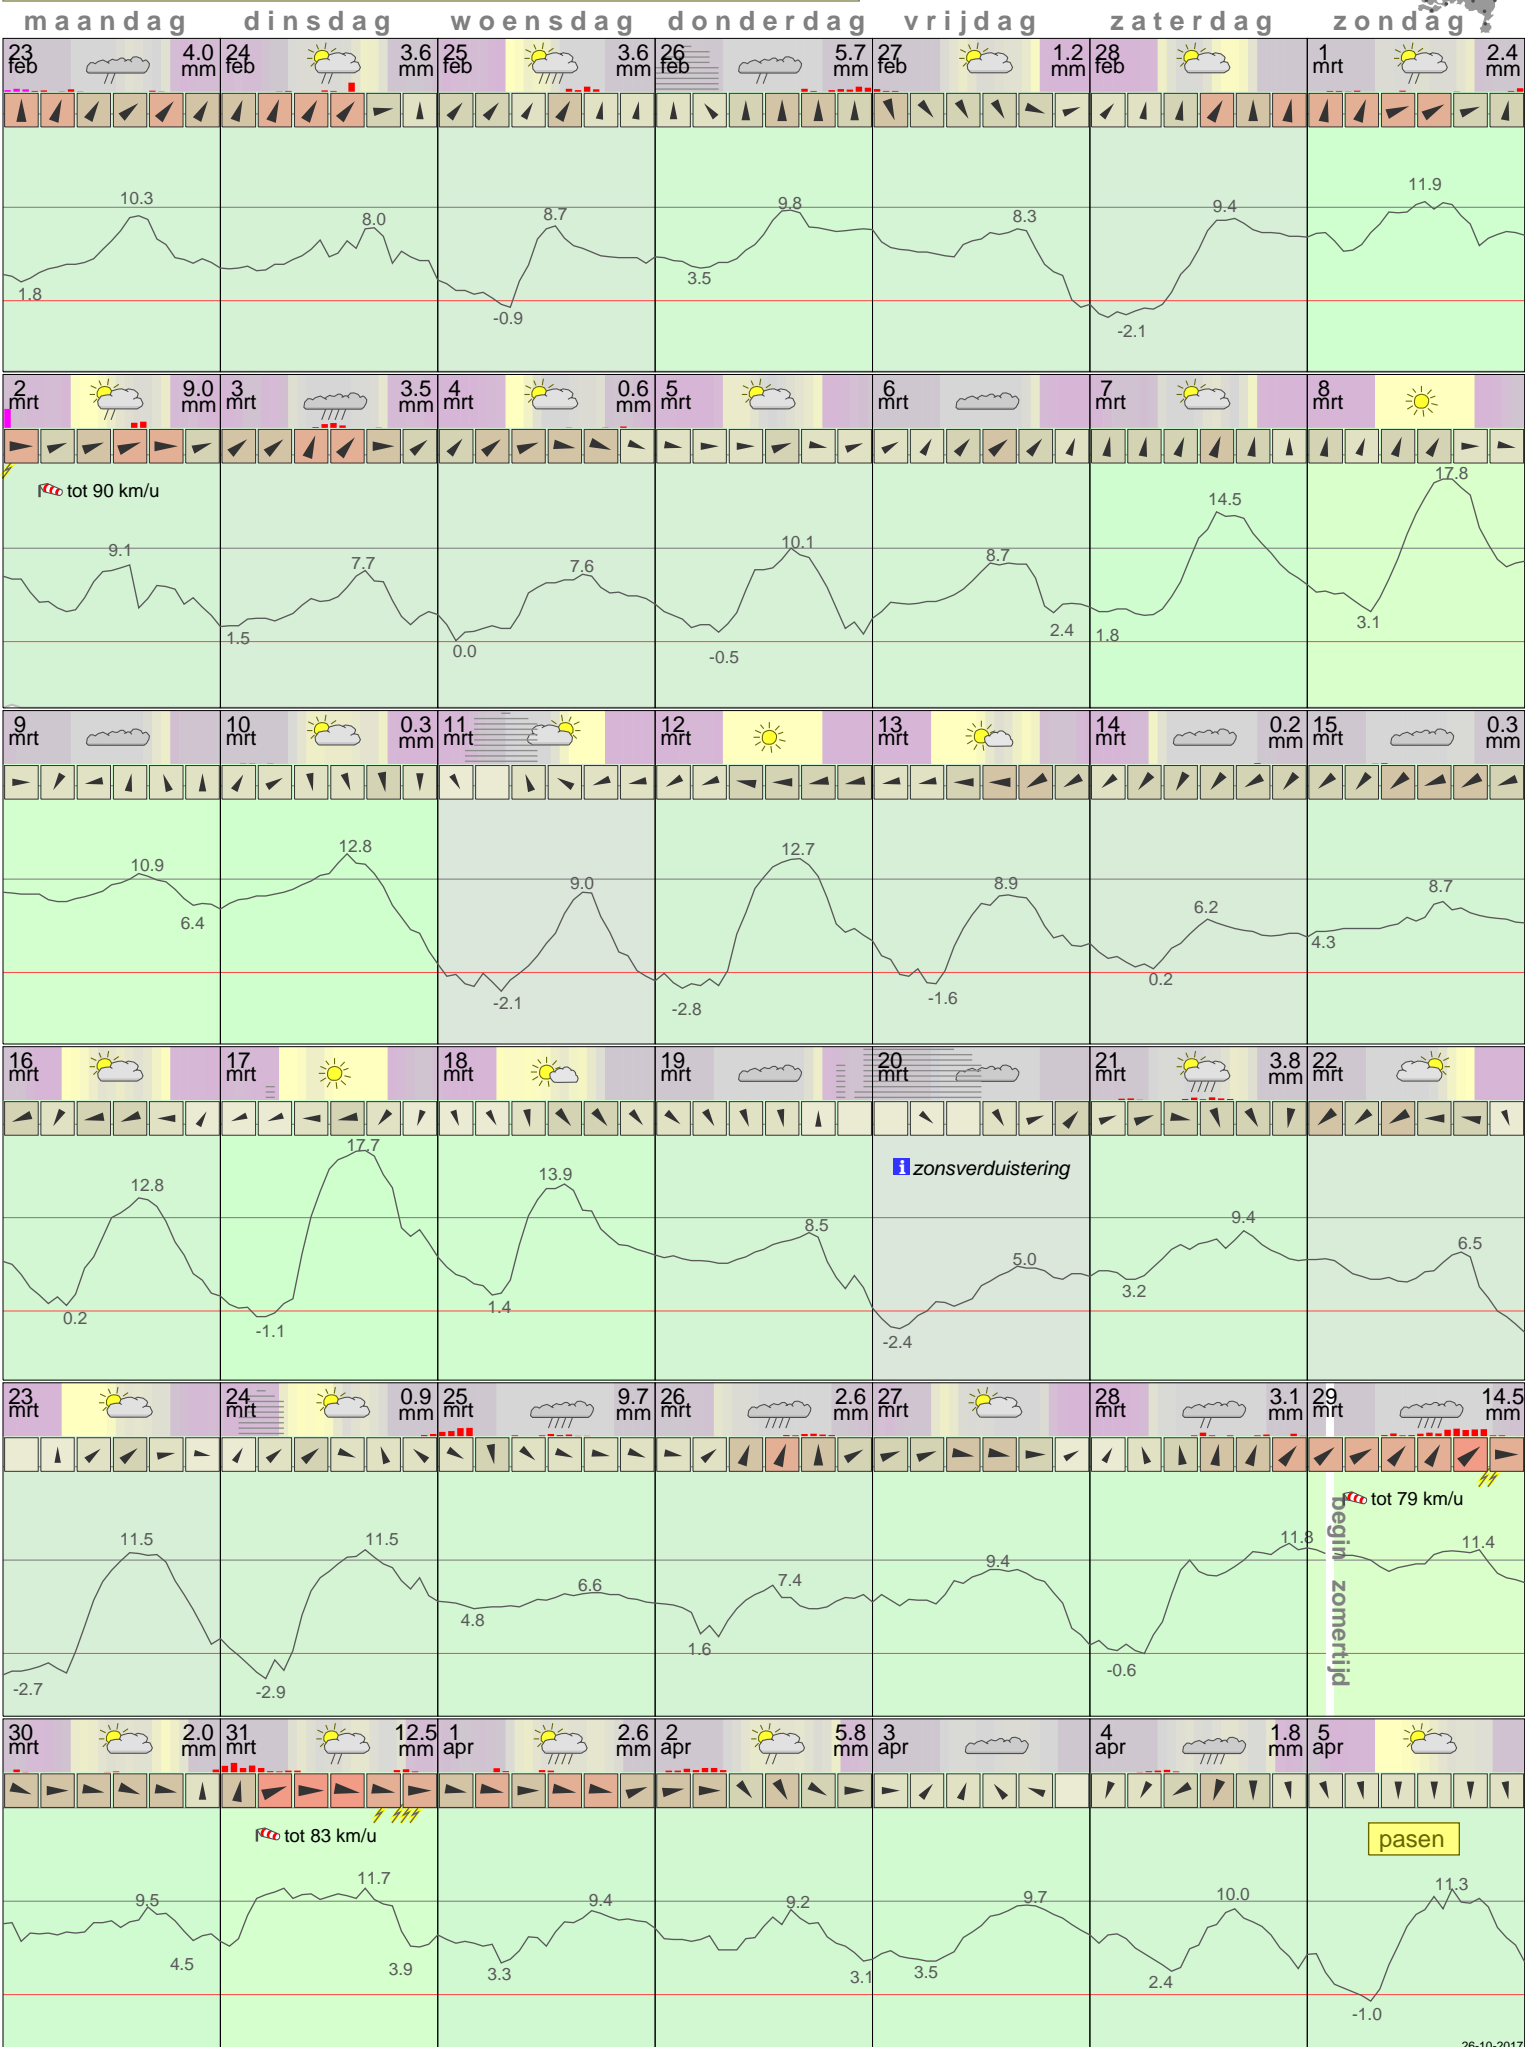 maandag dinsdag woensdag donderdag vrijdag zaterdag zondag
23 feb 4.0 mm 24 feb 3.6 mm 25 feb 3.6 mm 26 feb 5.7 mm 27 feb 1.2 mm 28 feb 1 mrt 2.4 mm
10.3 8.0 8.7 9.8 8.3 9.4 11.9
1.8 -0.9 3.5 -2.1
2 mrt 9.0 mm 3 mrt 3.5 mm 4 mrt 0.6 mm 5 mrt 6 mrt 7 mrt 8 mrt
tot 90 km/u
9.1 7.7 7.6 10.1 8.7 14.5 17.8
1.5 0.0 -0.5 2.4 1.8 3.1
9 mrt 10 mrt 0.3 mm 11 mrt 12 mrt 13 mrt 14 mrt 0.2 mm 15 mrt 0.3 mm
10.9 12.8 9.0 12.7 8.9 6.2 8.7
6.4 -2.1 -2.8 -1.6 0.2 4.3
16 mrt 17 mrt 18 mrt 19 mrt 20 mrt 21 mrt 3.8 mm 22 mrt
i zonsverduistering
12.8 17.7 13.9 8.5 5.0 9.4 6.5
0.2 -1.1 1.4 -2.4 3.2
23 mrt 24 mrt 0.9 mm 25 mrt 9.7 mm 26 mrt 2.6 mm 27 mrt 28 mrt 3.1 mm 29 mrt 14.5 mm
tot 79 km/u
begin zomertijd
11.5 11.5 6.6 7.4 9.4 11.8 11.4
-2.7 -2.9 4.8 1.6 -0.6
30 mrt 2.0 mm 31 mrt 12.5 mm 1 apr 2.6 mm 2 apr 5.8 mm 3 apr 4 apr 1.8 mm 5 apr
tot 83 km/u
pasen
9.5 11.7 9.4 9.2 9.7 10.0 11.3
4.5 3.9 3.3 3.1 3.5 2.4 -1.0
26-10-2017